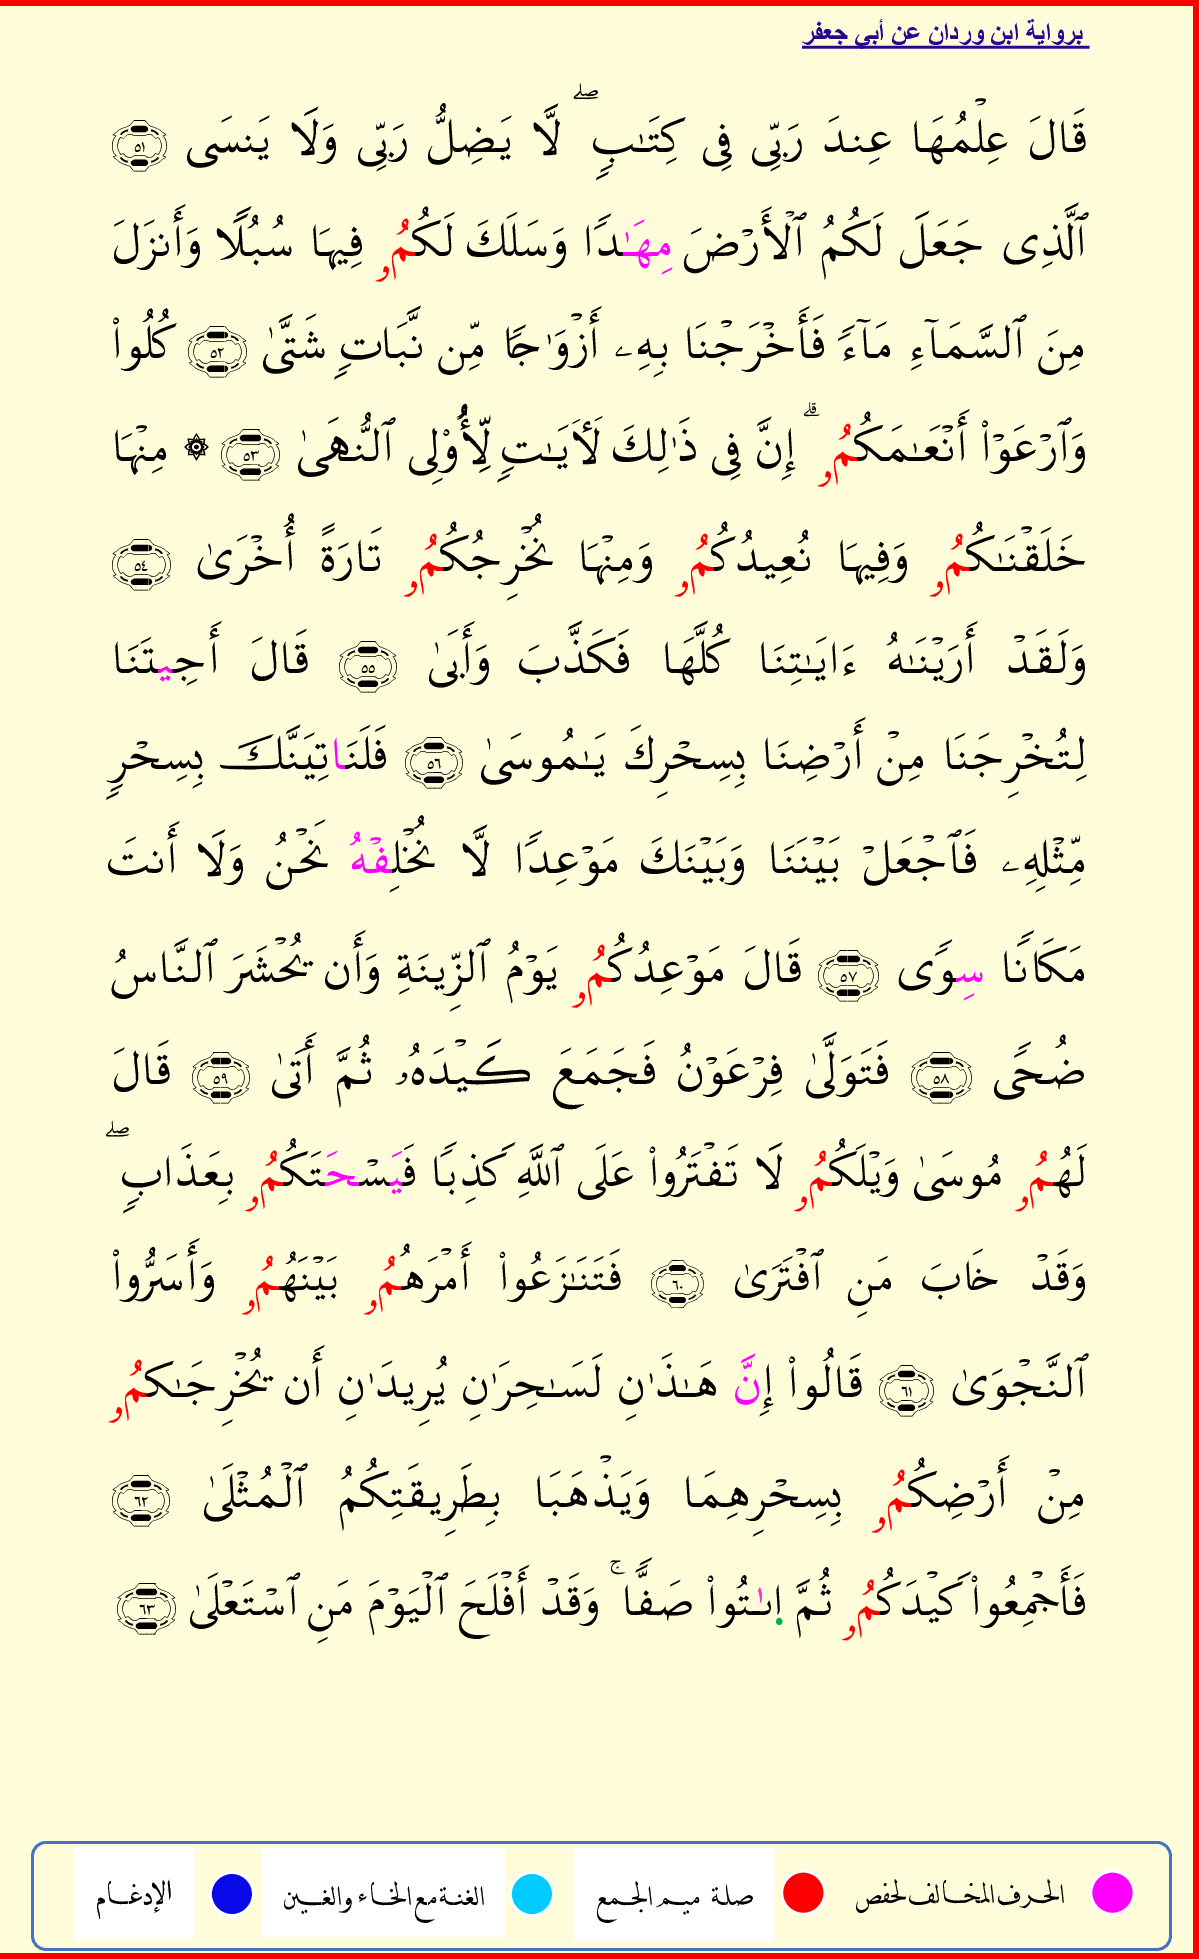 برواية ابن وردان عن أبي جعفر
قَالَ عِلْمُهَا عِندَ رَبِّي فِي كِتَٰبٍۖ لَّا يَضِلُّ رَبِّي وَلَا يَنسَى ٥١
ٱلَّذِي جَعَلَ لَكُمُ ٱلْأَرْضَ مِهَٰدًا وَسَلَكَ لَكُمُۥ فِيهَا سُبُلًا وَأَنزَلَ
مِنَ ٱلسَّمَآءِ مَآءً فَأَخْرَجْنَا بِهِۦ أَزْوَٰجًا مِّن نَّبَاتٍ شَتَّىٰ ٥٢ كُلُوا۟
وَٱرْعَوْا۟ أَنْعَٰمَكُمُۥۗ إِنَّ فِي ذَٰلِكَ لَأٓيَٰتٍ لِّأُو۟لِي ٱلنُّهَىٰ ٥٣ ۞ مِنْهَا
خَلَقْنَٰكُمُۥ وَفِيهَا نُعِيدُكُمُۥ وَمِنْهَا نُخْرِجُكُمُۥ تَارَةً أُخْرَىٰ ٥٤
وَلَقَدْ أَرَيْنَٰهُ ءَايَٰتِنَا كُلَّهَا فَكَذَّبَ وَأَبَىٰ ٥٥ قَالَ أَجِيتَنَا
لِتُخْرِجَنَا مِنْ أَرْضِنَا بِسِحْرِكَ يَٰمُوسَىٰ ٥٦ فَلَنَاتِيَنَّكَ بِسِحْرٍ
مِّثْلِهِۦ فَٱجْعَلْ بَيْنَنَا وَبَيْنَكَ مَوْعِدًا لَّا نُخْلِفْهُ نَحْنُ وَلَا أَنتَ
مَكَانًا سِوًى ٥٧ قَالَ مَوْعِدُكُمُۥ يَوْمُ ٱلزِّينَةِ وَأَن يُحْشَرَ ٱلنَّاسُ
ضُحًى ٥٨ فَتَوَلَّىٰ فِرْعَوْنُ فَجَمَعَ كَيْدَهُۥ ثُمَّ أَتَىٰ ٥٩ قَالَ
لَهُمُۥ مُوسَىٰ وَيْلَكُمُۥ لَا تَفْتَرُوا۟ عَلَى ٱللَّهِ كَذِبًا فَيَسْحَتَكُمُۥ بِعَذَابٍۖ
وَقَدْ خَابَ مَنِ ٱفْتَرَىٰ ٦٠ فَتَنَٰزَعُوا۟ أَمْرَهُمُۥ بَيْنَهُمُۥ وَأَسَرُّوا۟
ٱلنَّجْوَىٰ ٦١ قَالُوا۟ إِنَّ هَٰذَٰنِ لَسَٰحِرَٰنِ يُرِيدَٰنِ أَن يُخْرِجَٰكُمُۥ
مِنْ أَرْضِكُمُۥ بِسِحْرِهِمَا وَيَذْهَبَا بِطَرِيقَتِكُمُ ٱلْمُثْلَىٰ ٦٢
فَأَجْمِعُوا۟ كَيْدَكُمُۥ ثُمَّ اىٰتُوا۟ صَفًّاۚ وَقَدْ أَفْلَحَ ٱلْيَوْمَ مَنِ ٱسْتَعْلَىٰ ٦٣
الحرف المخالف لحفص صلة ميم الجمع الغنة مع الخاء والغين الإدغام